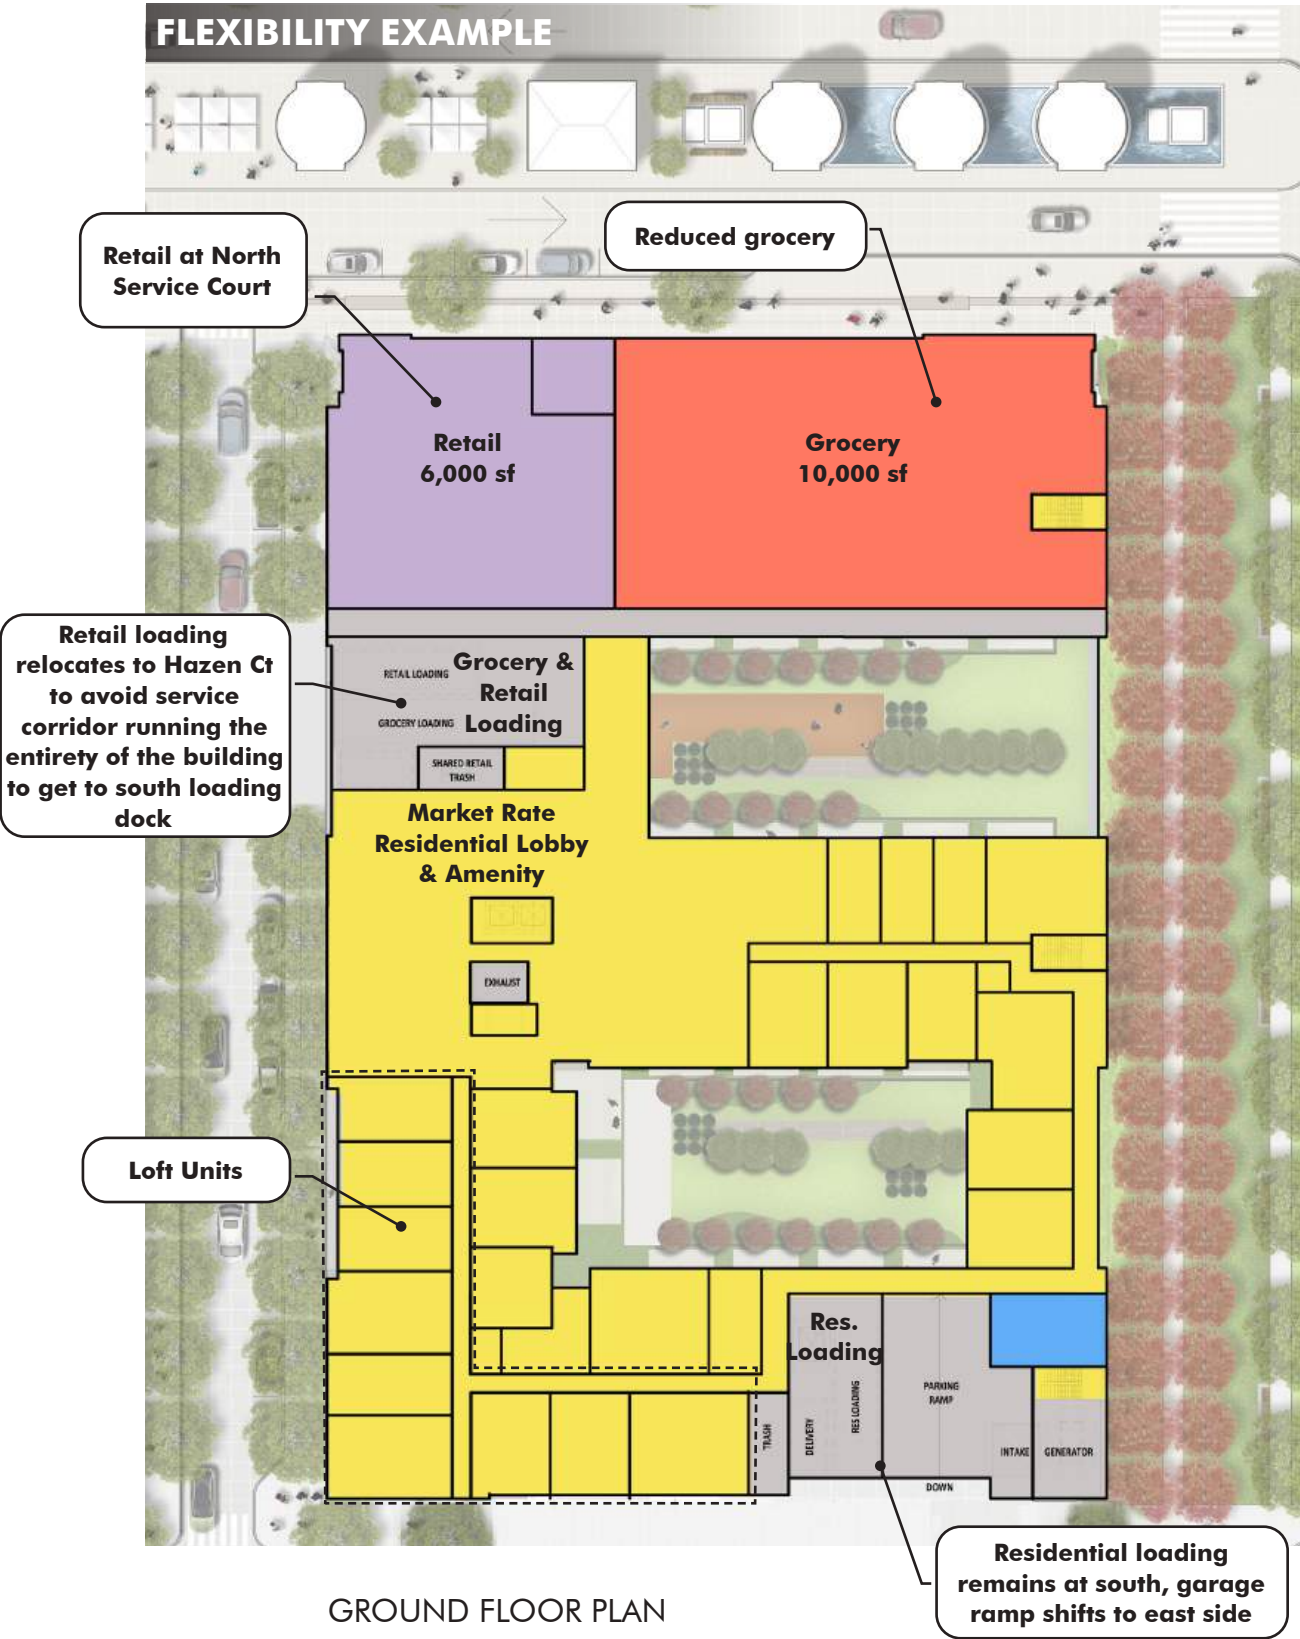 FLEXIBILITY EXAMPLE
Retail at North
Service Court
Reduced grocery
Retail
6,000 sf
Grocery
10,000 sf
Retail loading
relocates to Hazen Ct
to avoid service
corridor running the
entirety of the building
to get to south loading
dock
RETAIL LOADING
GROCERY LOADING
Grocery &
Retail
Loading
SHARED RETAIL
TRASH
Market Rate
Residential Lobby
& Amenity
EXHAUST
Loft Units
Res.
Loading
DELIVERY
RES LOADING
TRASH
PARKING
RAMP
INTAKE
GENERATOR
DOWN
Residential loading
remains at south, garage
ramp shifts to east side
GROUND FLOOR PLAN